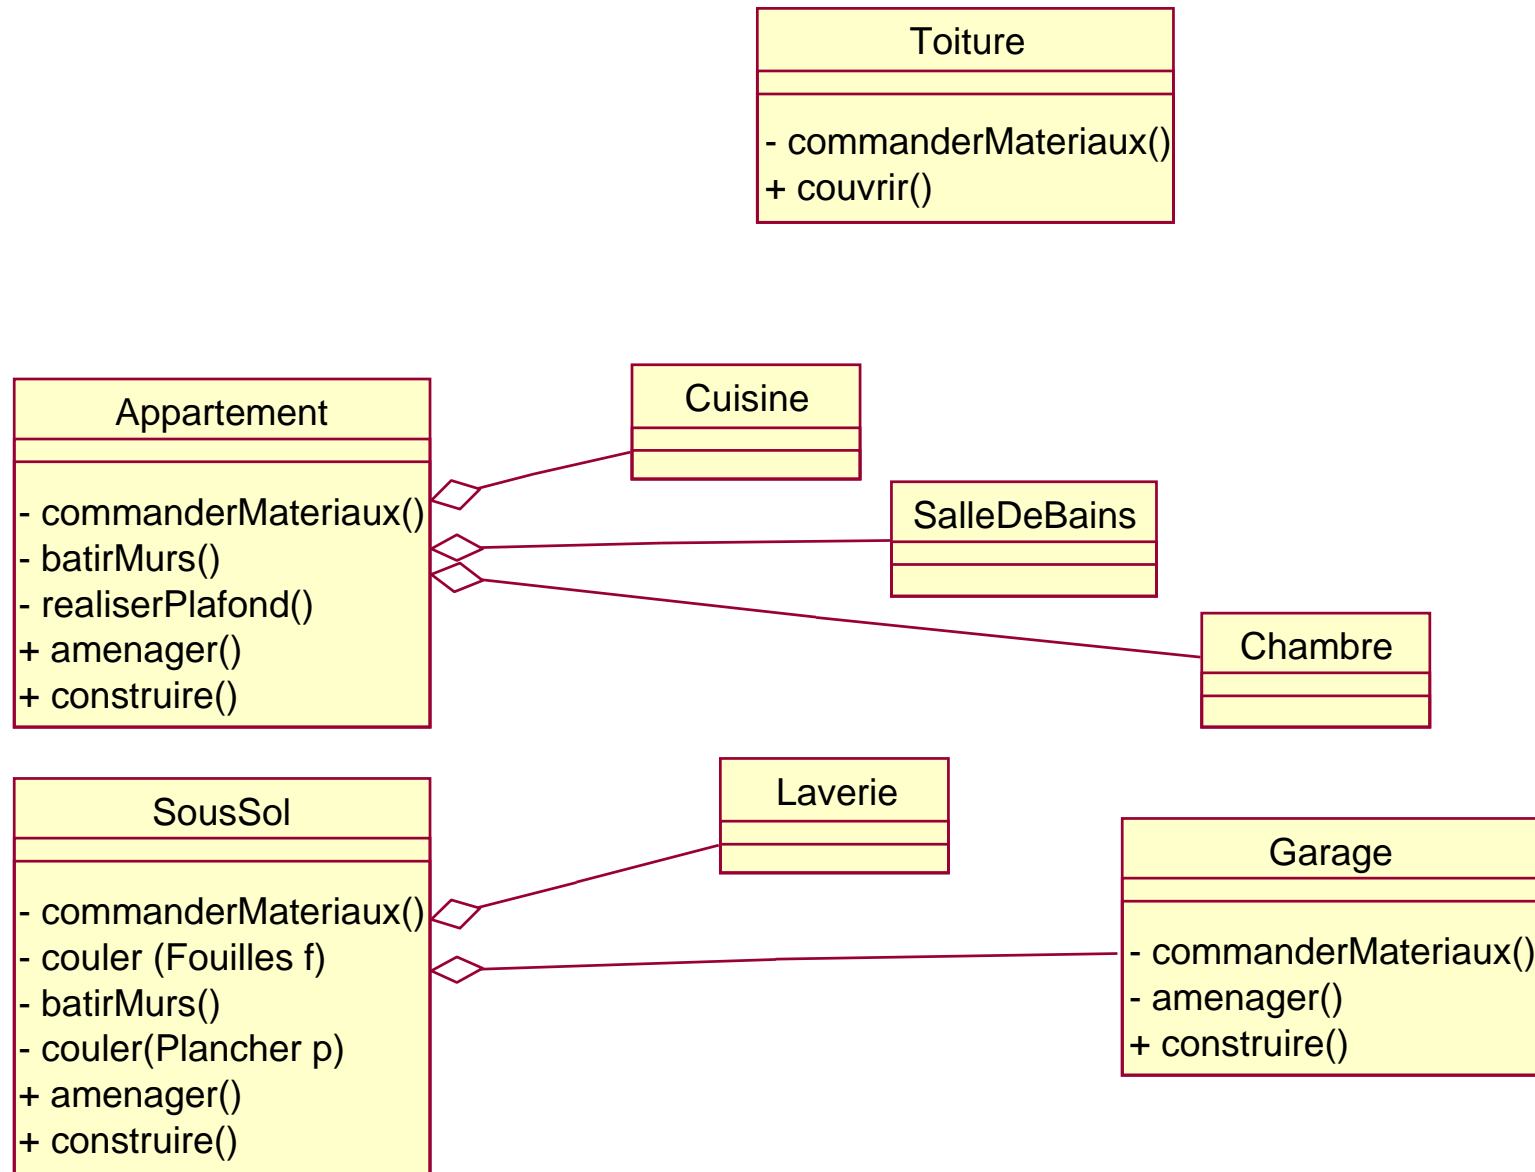 Toiture
- commanderMateriaux()
+ couvrir()
Appartement
- commanderMateriaux()
- batirMurs()
- realiserPlafond()
+ amenager()
+ construire()
Cuisine
SalleDeBains
Chambre
SousSol
- commanderMateriaux()
- couler (Fouilles f)
- batirMurs()
- couler(Plancher p)
+ amenager()
+ construire()
Laverie
Garage
- commanderMateriaux()
- amenager()
+ construire()